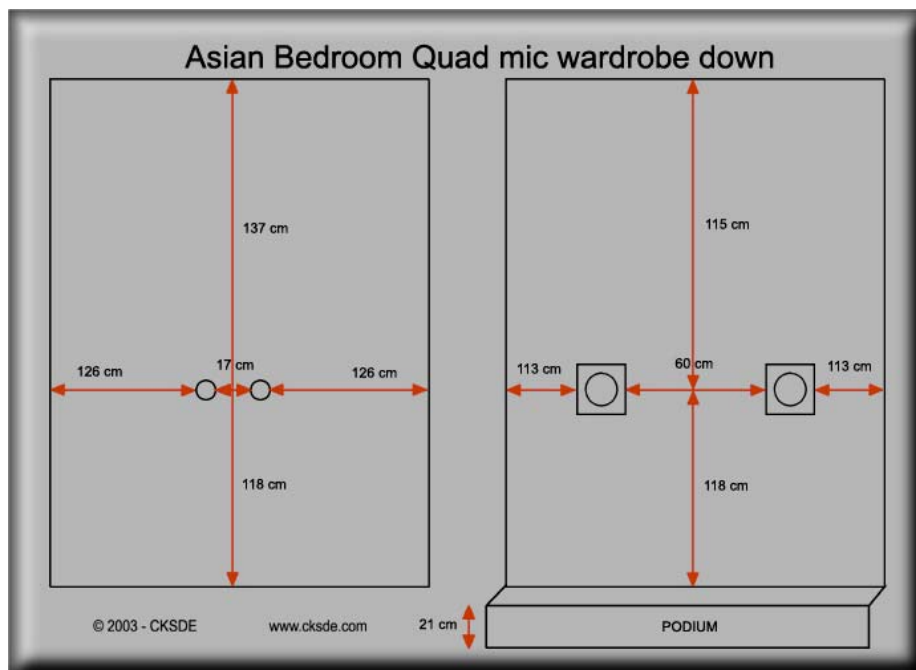 Asian Bedroom Quad mic wardrobe down
137 cm
115 cm
126 cm
17 cm
126 cm
113 cm
60 cm
113 cm
118 cm
118 cm
© 2003 - CKSDE
www.cksde.com
21 cm
PODIUM